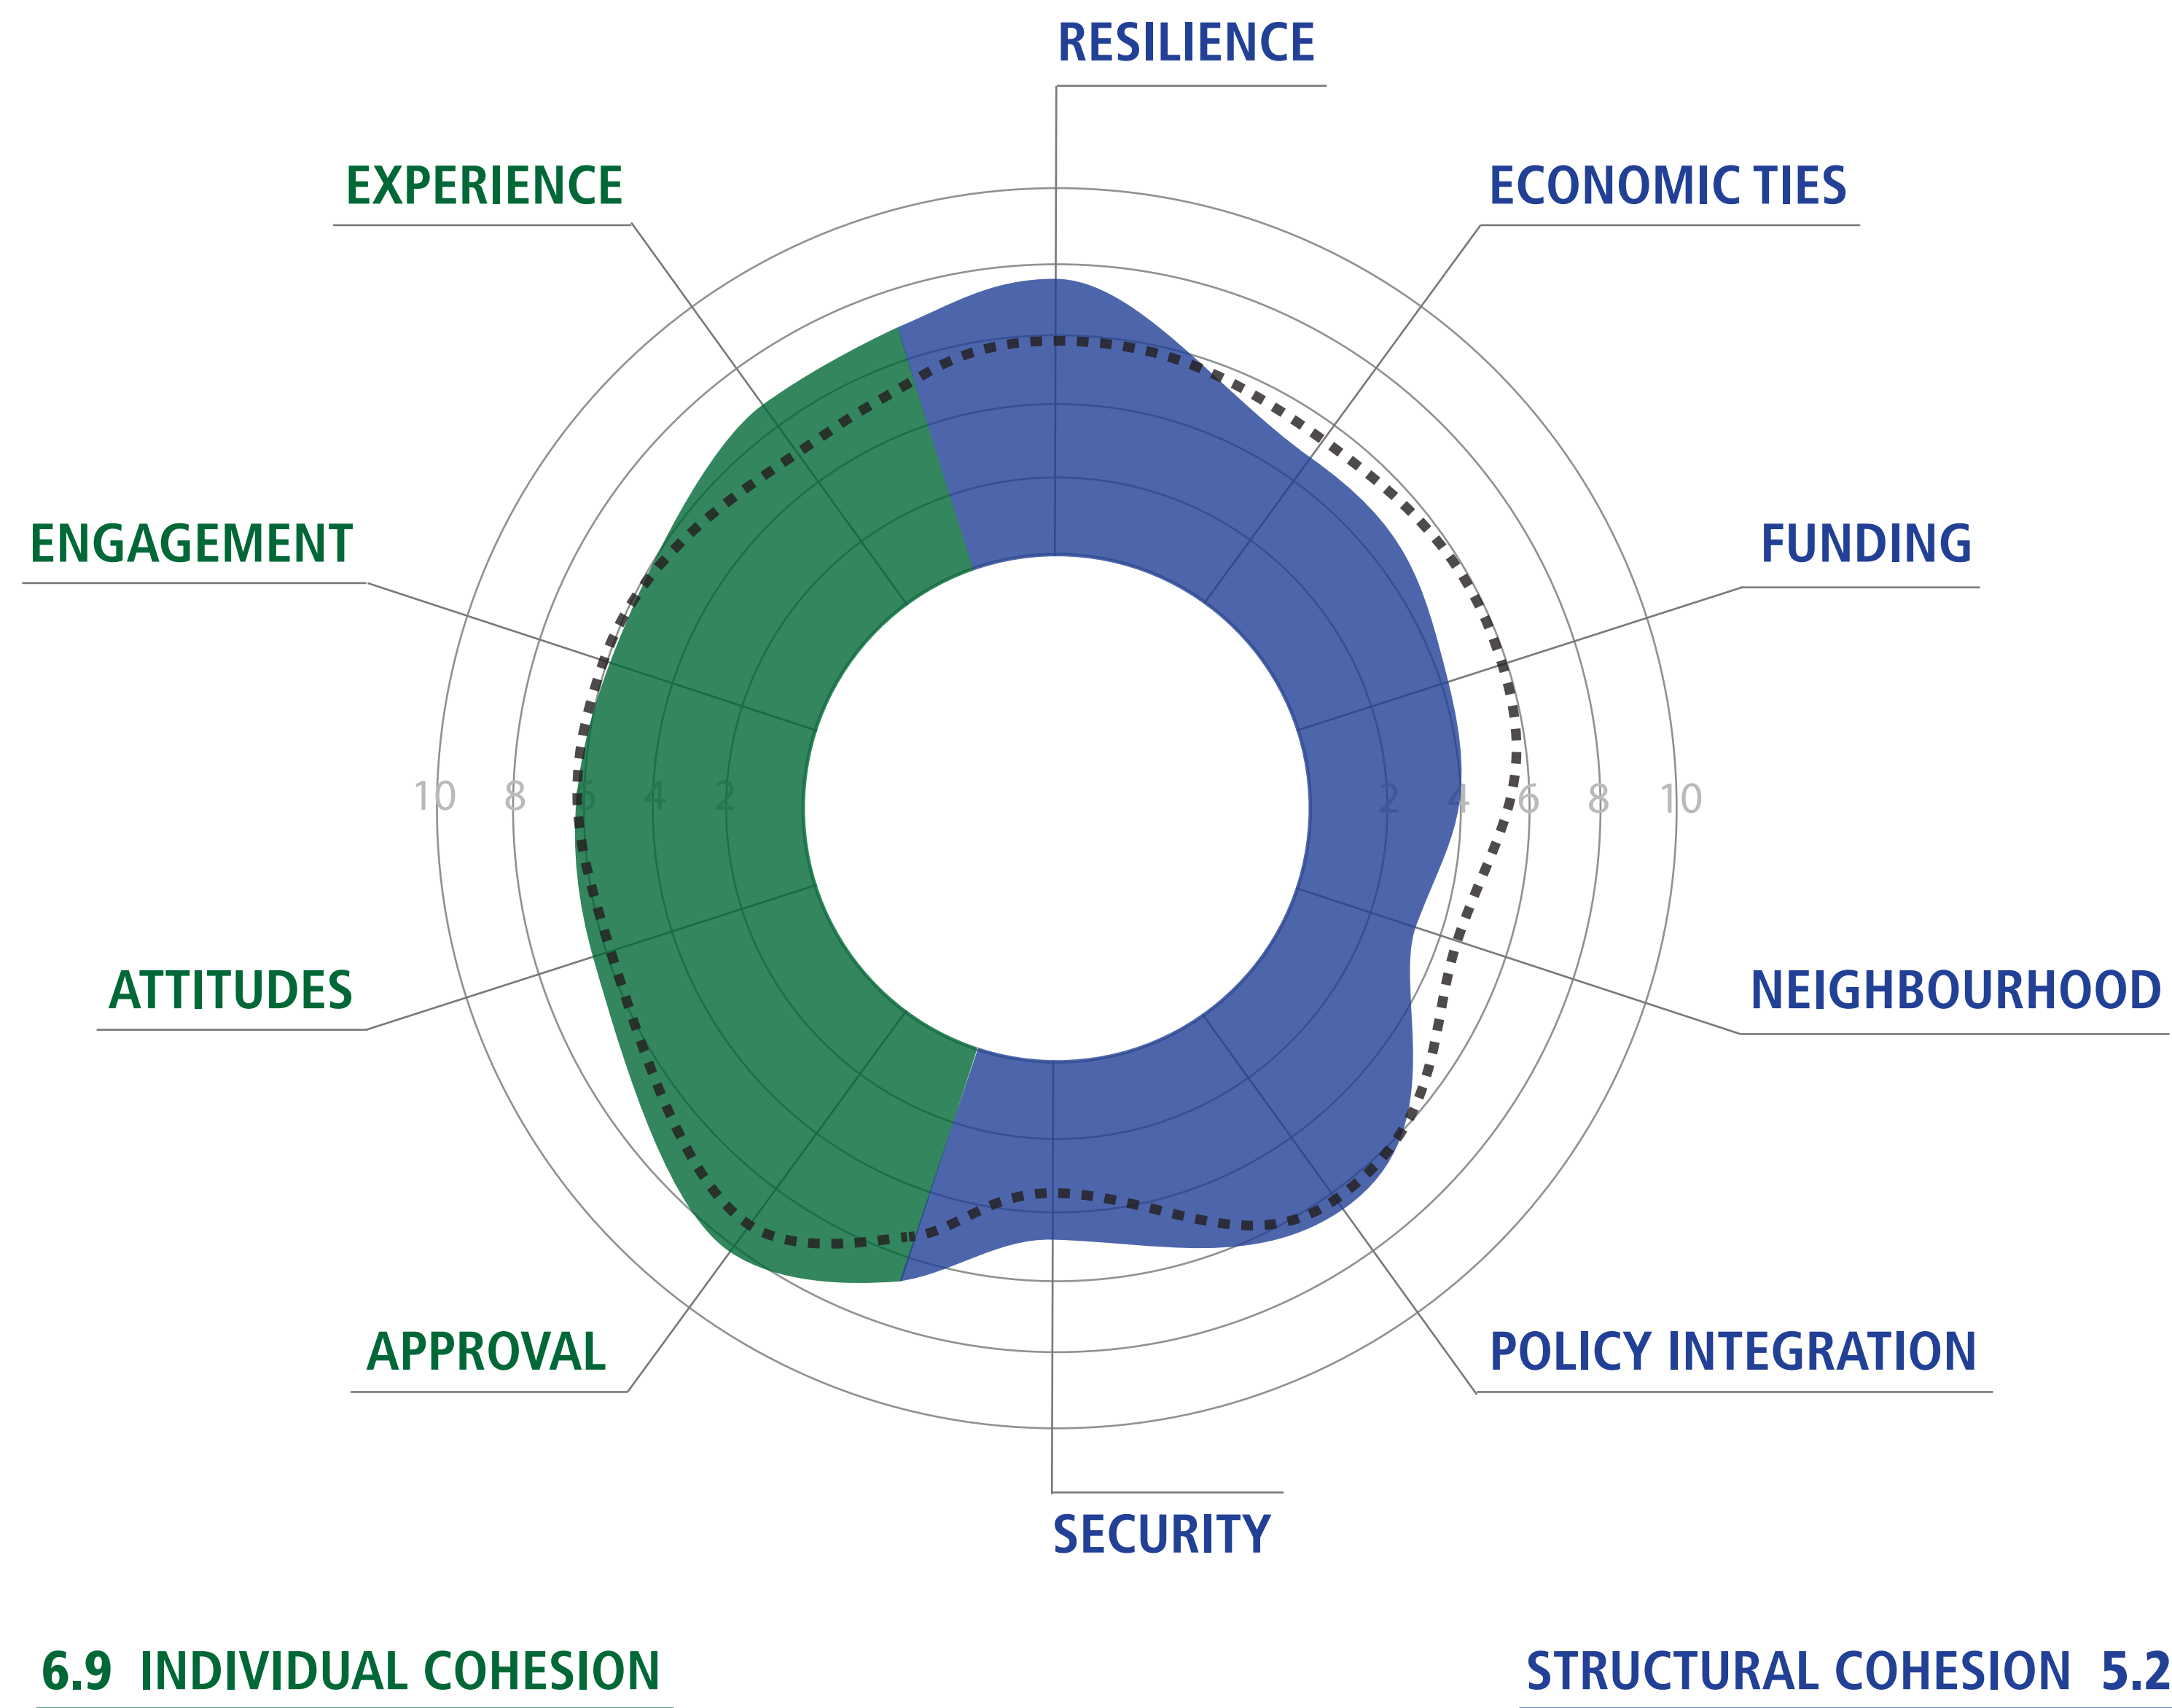 RESILIENCE
EXPERIENCE
ECONOMIC TIES
ENGAGEMENT
FUNDING
10 8 6 4 2 2 4 6 8 10
ATTITUDES
NEIGHBOURHOOD
APPROVAL
POLICY INTEGRATION
SECURITY
6.9 INDIVIDUAL COHESION
STRUCTURAL COHESION 5.2